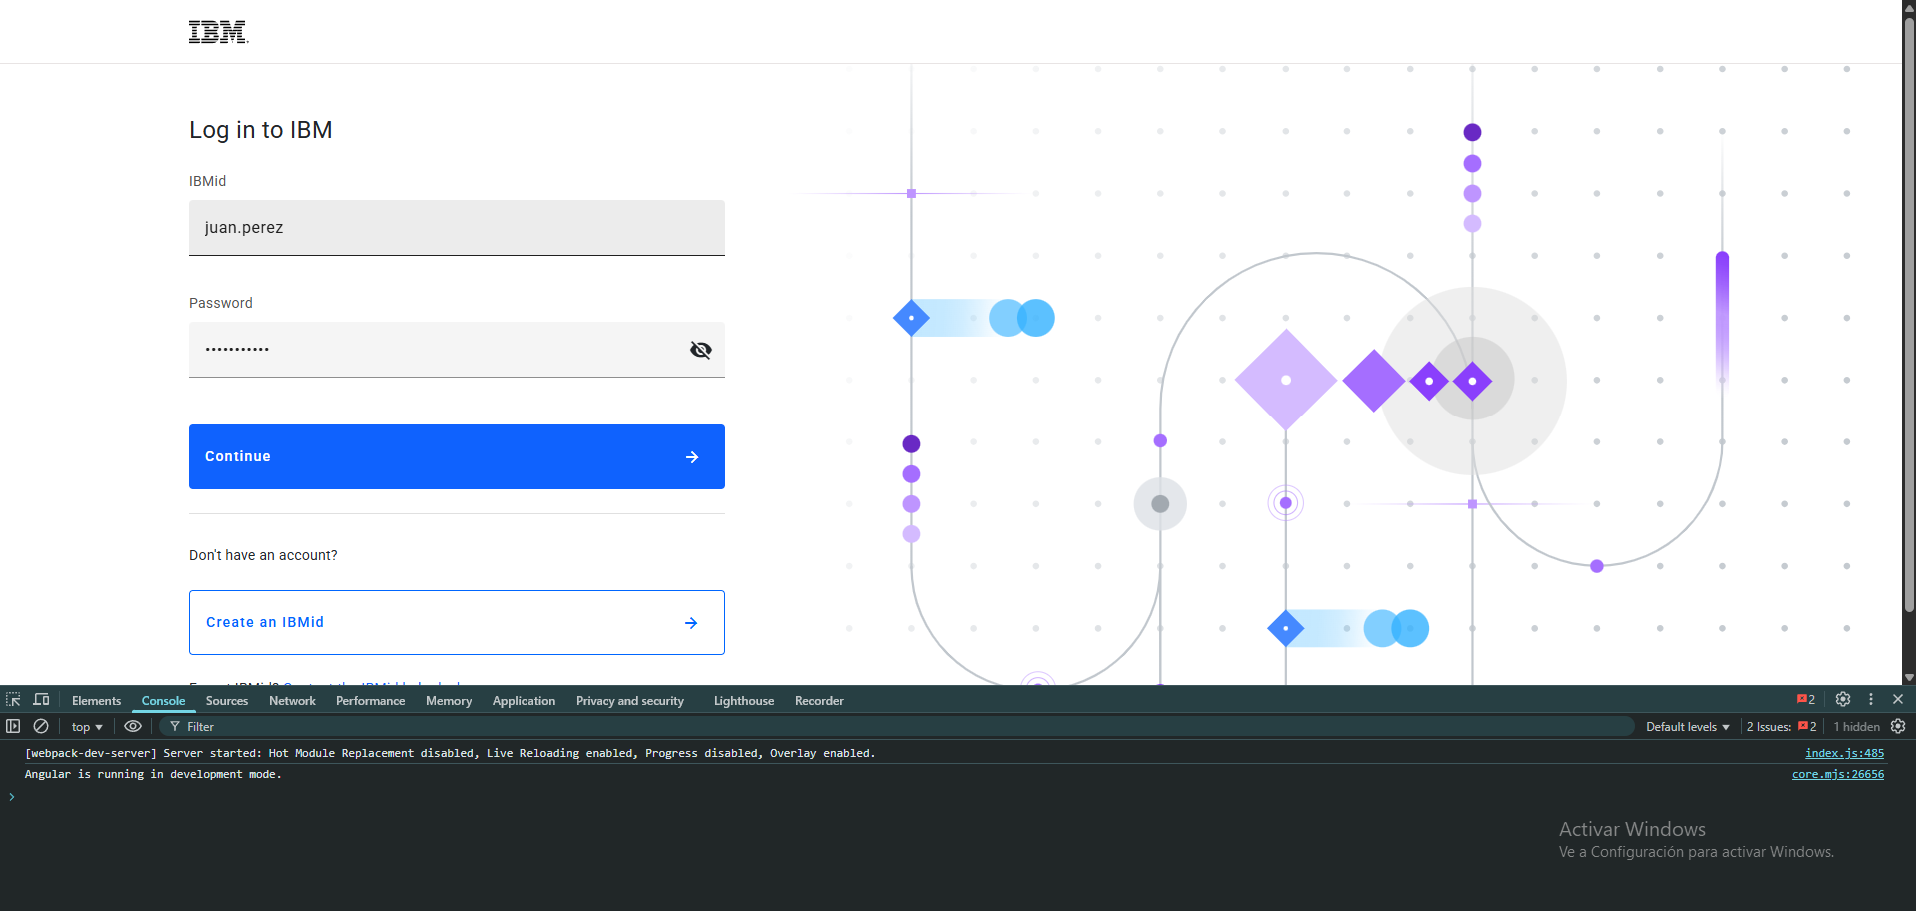 IBM
Log in to IBM
IBMid
juan.perez
Password
•••••••••••
Continue
Don't have an account?
Create an IBMid
Elements Console Sources Network Performance Memory Application Privacy and security Lighthouse Recorder 2
top Filter Default levels 2 Issues: 2 1 hidden
[webpack-dev-server] Server started: Hot Module Replacement disabled, Live Reloading enabled, Progress disabled, Overlay enabled. index.js:485
Angular is running in development mode. core.mjs:26656
Activar Windows
Ve a Configuración para activar Windows.